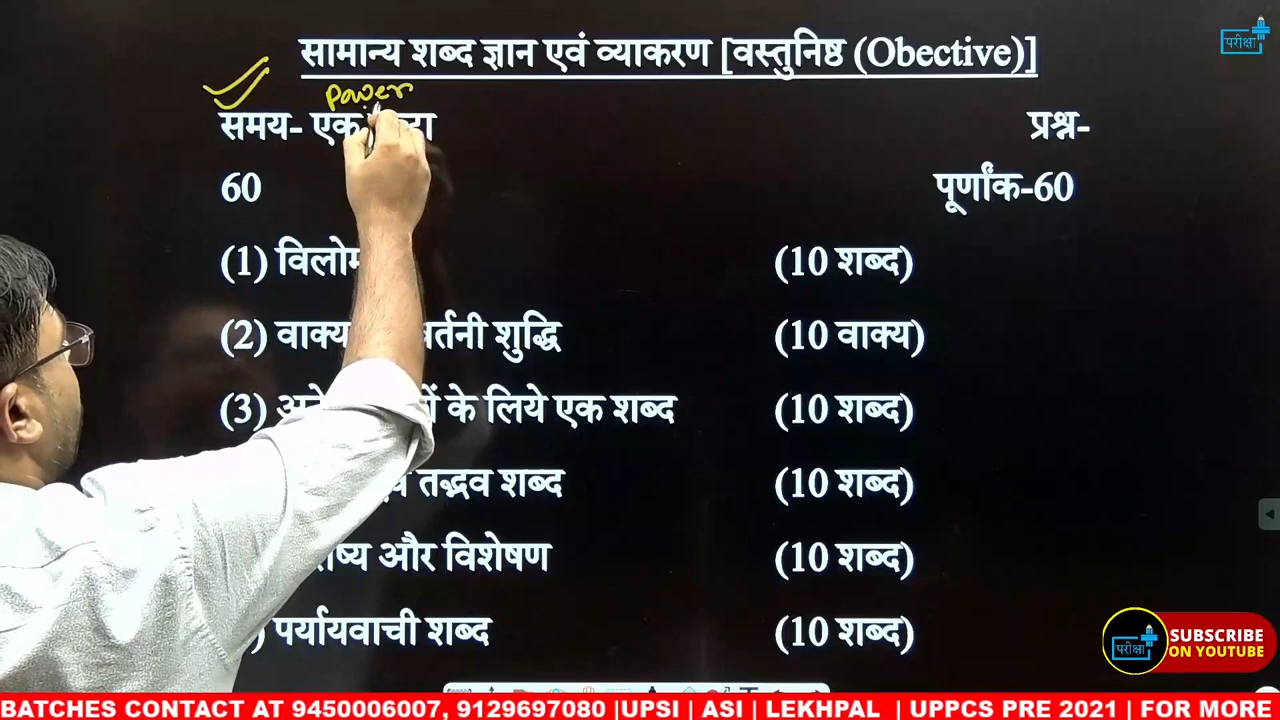 सामान्य शब्द ज्ञान एवं व्याकरण [वस्तुनिष्ठ (Obective)]
परीक्षा
power
समय- एक
प्रश्न-
60
पूर्णांक-60
(1)
(10 शब्द)
(2) वाक्य वर्तनी शुद्धि
(10 वाक्य)
(3) के लिये एक शब्द
(10 शब्द)
तद्भव शब्द
(10 शब्द)
और विशेषण
(10 शब्द)
पर्यायवाची शब्द
(10 शब्द)
परीक्षा
SUBSCRIBE
ON YOUTUBE
BATCHES CONTACT AT 9450006007, 9129697080 |UPSI | ASI | LEKHPAL | UPPCS PRE 2021 | FOR MORE